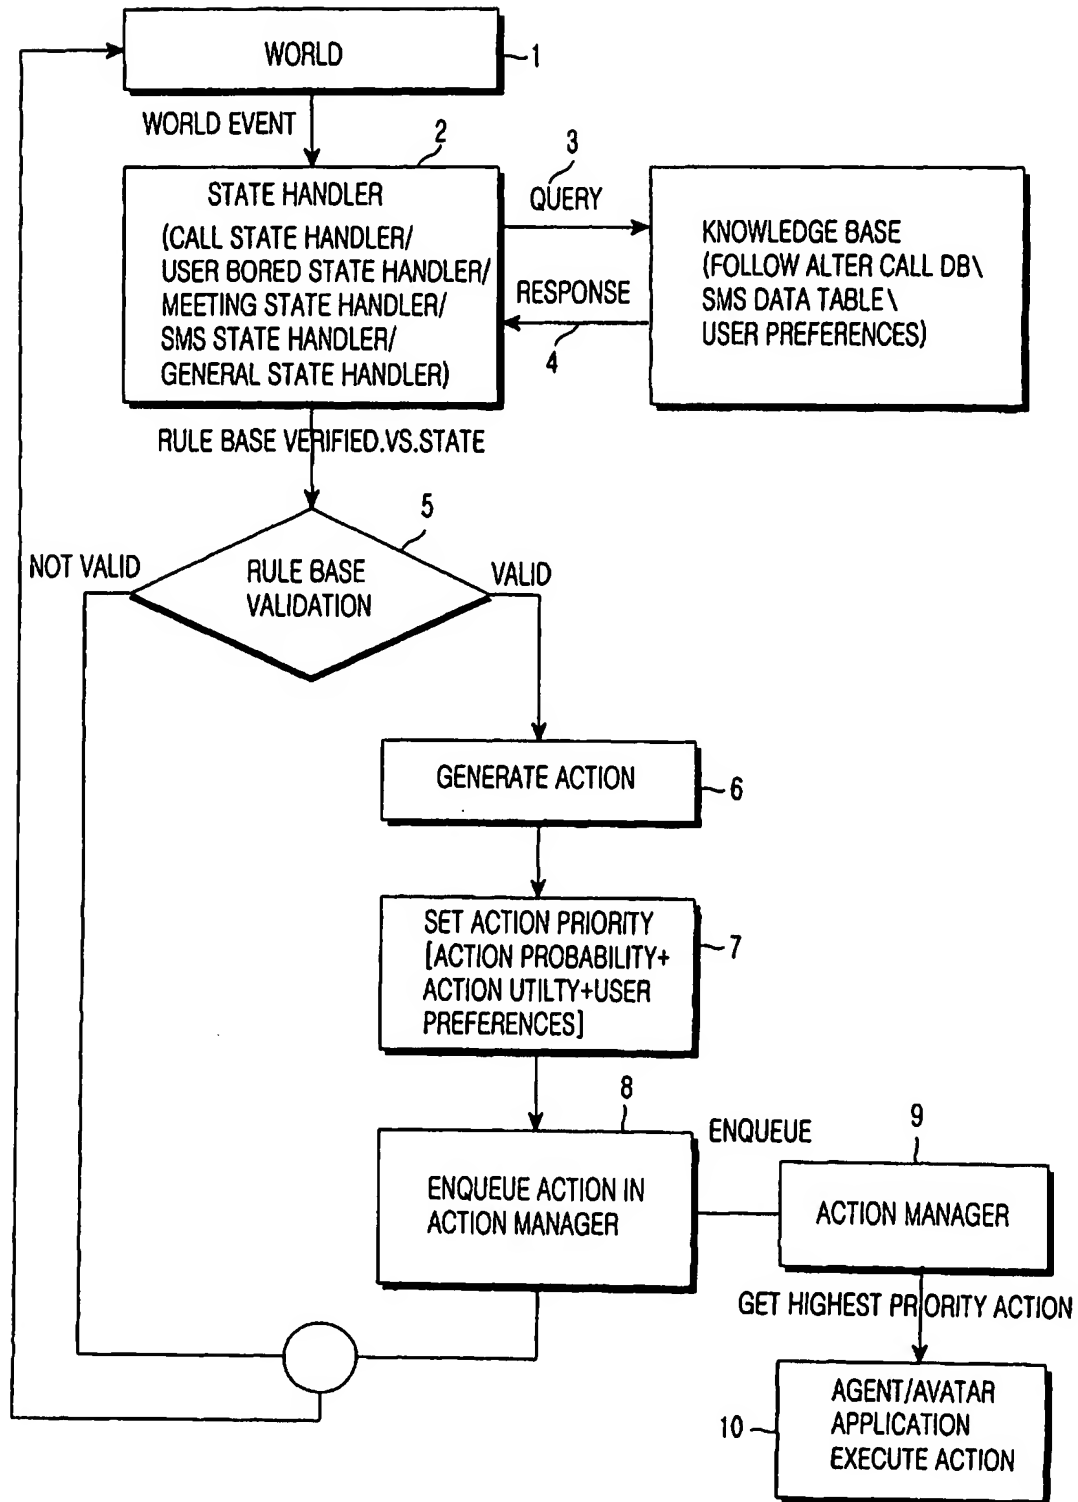 WORLD
1
WORLD EVENT
2
STATE HANDLER
(CALL STATE HANDLER/
USER BORED STATE HANDLER/
MEETING STATE HANDLER/
SMS STATE HANDLER/
GENERAL STATE HANDLER)
3
QUERY
RESPONSE
4
KNOWLEDGE BASE
(FOLLOW ALTER CALL DB\
SMS DATA TABLE\
USER PREFERENCES)
RULE BASE VERIFIED.VS.STATE
5
NOT VALID
RULE BASE
VALIDATION
VALID
GENERATE ACTION
6
SET ACTION PRIORITY
[ACTION PROBABILITY+
ACTION UTILTY+USER
PREFERENCES]
7
8
ENQUEUE ACTION IN
ACTION MANAGER
ENQUEUE
9
ACTION MANAGER
GET HIGHEST PRIORITY ACTION
10
AGENT/AVATAR
APPLICATION
EXECUTE ACTION